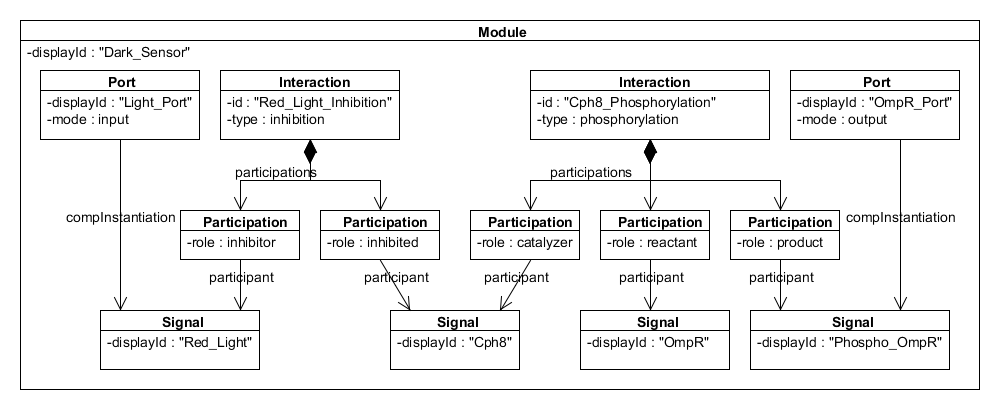 Module
-displayId : "Dark_Sensor"
Port
-displayId : "Light_Port"
-mode : input
Interaction
-id : "Red_Light_Inhibition"
-type : inhibition
Interaction
-id : "Cph8_Phosphorylation"
-type : phosphorylation
Port
-displayId : "OmpR_Port"
-mode : output
participations
participations
compInstantiation
Participation
-role : inhibitor
Participation
-role : inhibited
Participation
-role : catalyzer
Participation
-role : reactant
Participation
-role : product
compInstantiation
participant
participant
participant
participant
participant
Signal
-displayId : "Red_Light"
Signal
-displayId : "Cph8"
Signal
-displayId : "OmpR"
Signal
-displayId : "Phospho_OmpR"